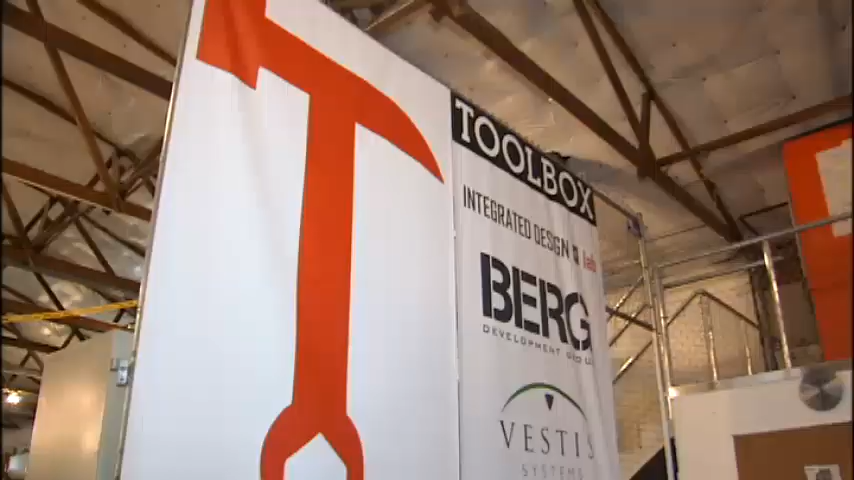 TOOLBOX
INTEGRATED DESIGN lab
BERG
DEVELOPMENT GROUP
VESTIS
SYSTEMS